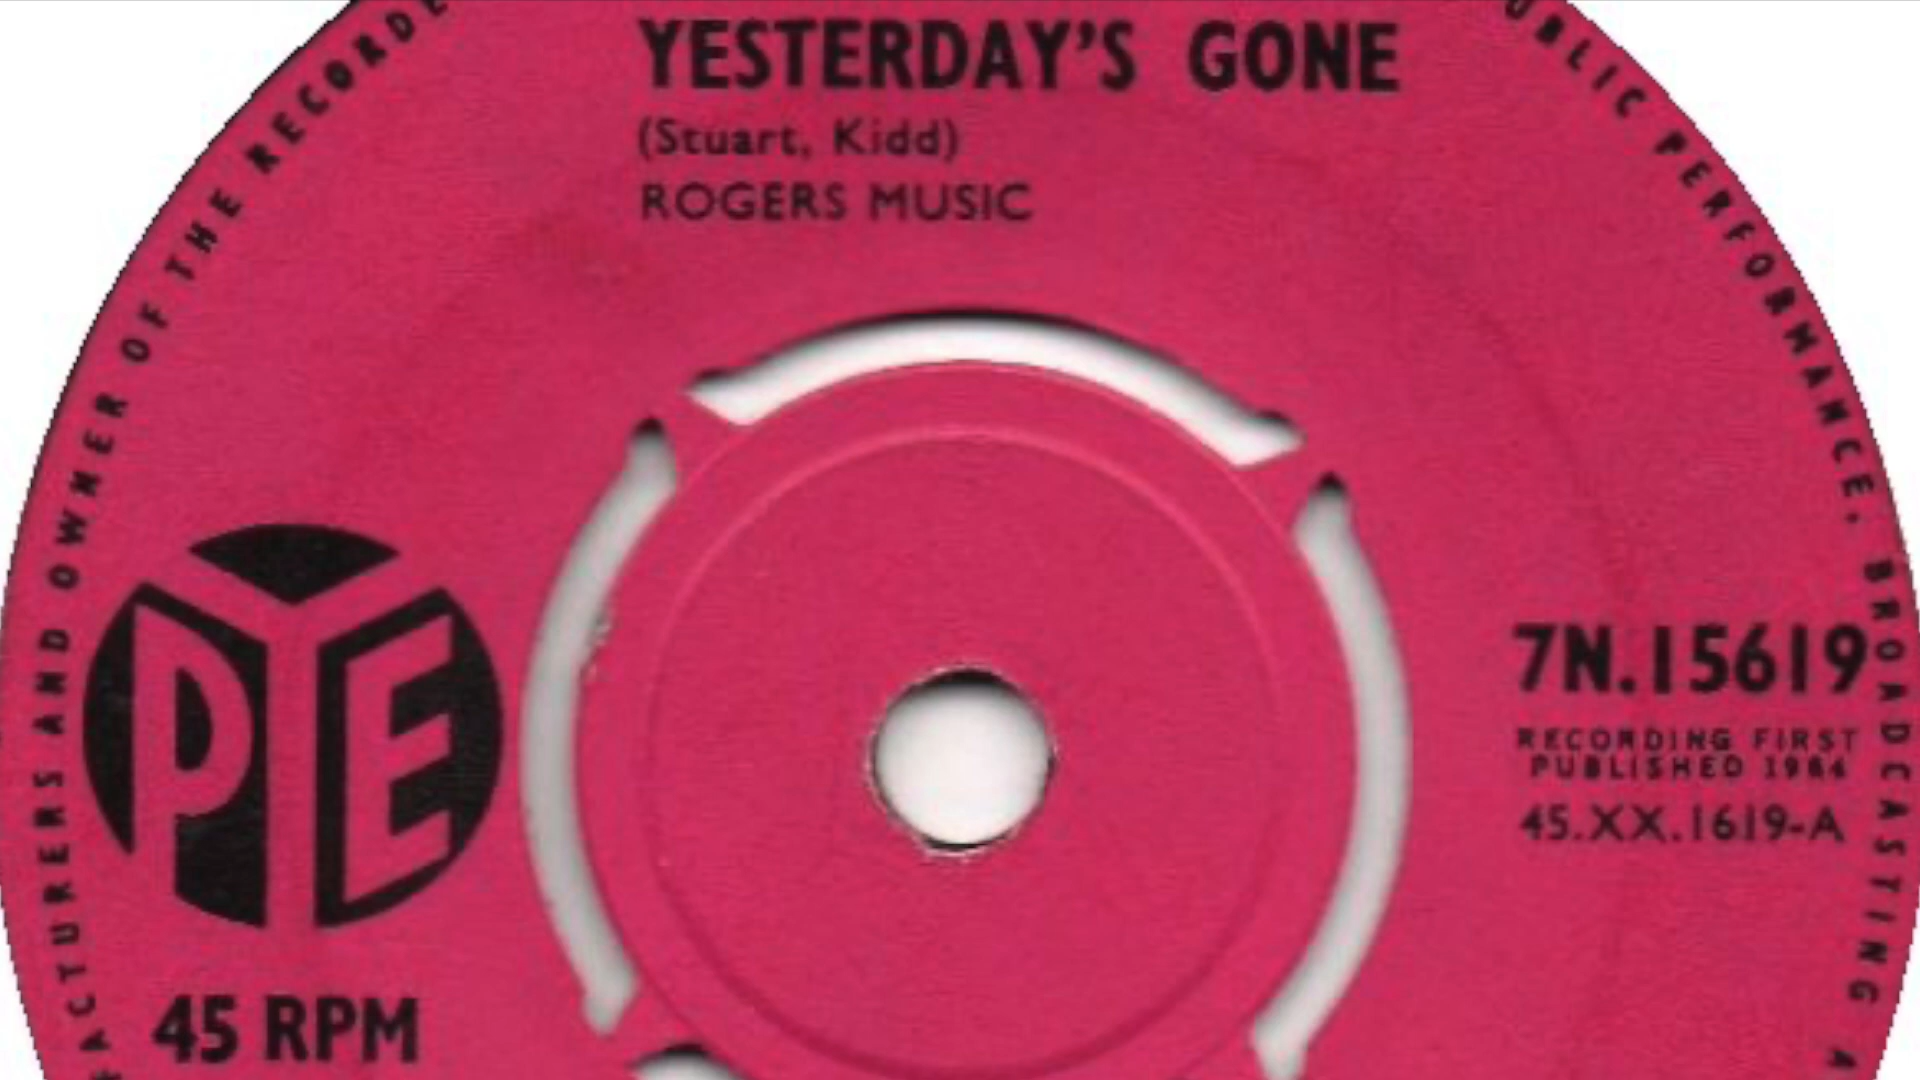 YESTERDAY'S GONE
(Stuart, Kidd)
ROGERS MUSIC
ACTURERS AND OWNER OF THE RECORDE
UBLIC PERFORMANCE, BROADCASTING A
PYE
45 RPM
7N.15619
RECORDING FIRST
PUBLISHED 1964
45.XX.1619-A